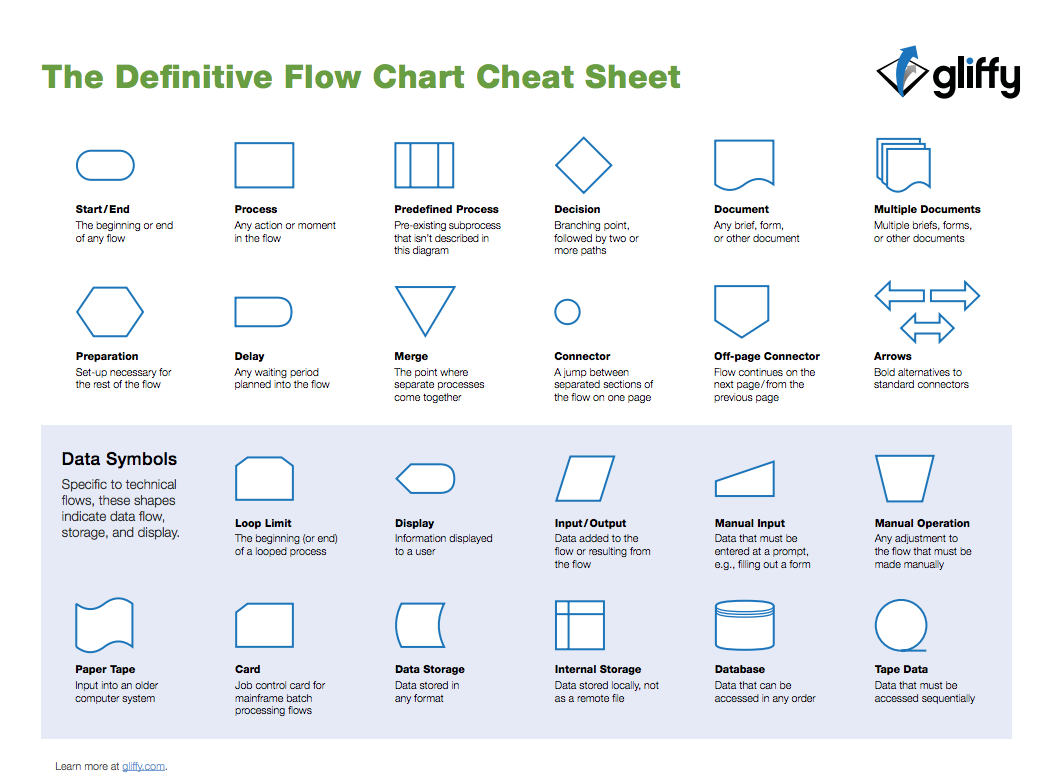 The Definitive Flow Chart Cheat Sheet
gliffy
Start/End
The beginning or end
of any flow
Process
Any action or moment
in the flow
Predefined Process
Pre-existing subprocess
that isn't described in
this diagram
Decision
Branching point,
followed by two or
more paths
Document
Any brief, form,
or other document
Multiple Documents
Multiple briefs, forms,
or other documents
Preparation
Set-up necessary for
the rest of the flow
Delay
Any waiting period
planned into the flow
Merge
The point where
separate processes
come together
Connector
A jump between
separated sections of
the flow on one page
Off-page Connector
Flow continues on the
next page/from the
previous page
Arrows
Bold alternatives to
standard connectors
Data Symbols
Specific to technical
flows, these shapes
indicate data flow,
storage, and display.
Loop Limit
The beginning (or end)
of a looped process
Display
Information displayed
to a user
Input/Output
Data added to the
flow or resulting from
the flow
Manual Input
Data that must be
entered at a prompt,
e.g., filling out a form
Manual Operation
Any adjustment to
the flow that must be
made manually
Paper Tape
Input into an older
computer system
Card
Job control card for
mainframe batch
processing flows
Data Storage
Data stored in
any format
Internal Storage
Data stored locally, not
as a remote file
Database
Data that can be
accessed in any order
Tape Data
Data that must be
accessed sequentially
Learn more at gliffy.com.